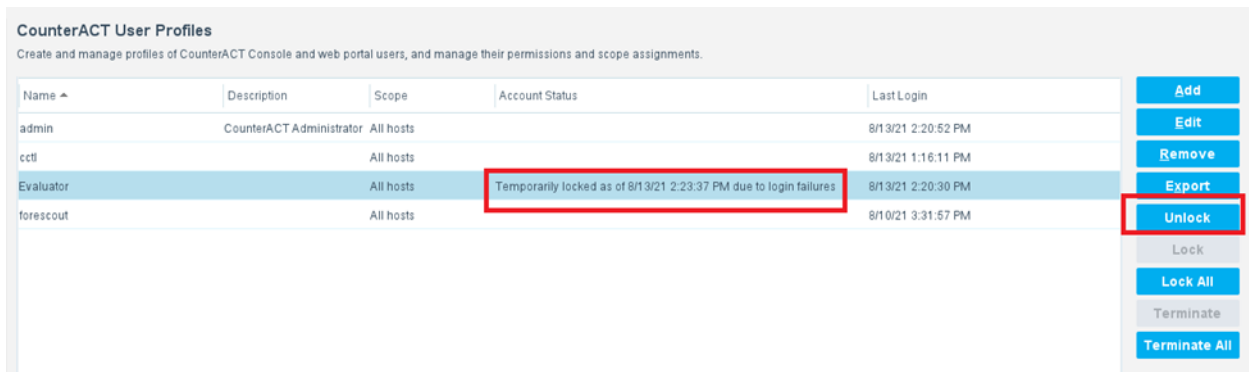 CounterACT User Profiles
Create and manage profiles of CounterACT Console and web portal users, and manage their permissions and scope assignments.
Name Description Scope Account Status Last Login
admin CounterACT Administrator All hosts 8/13/21 2:20:52 PM
cctl All hosts 8/13/21 1:16:11 PM
Evaluator All hosts Temporarily locked as of 8/13/21 2:23:37 PM due to login failures 8/13/21 2:20:30 PM
forescout All hosts 8/10/21 3:31:57 PM
Add
Edit
Remove
Export
Unlock
Lock
Lock All
Terminate
Terminate All